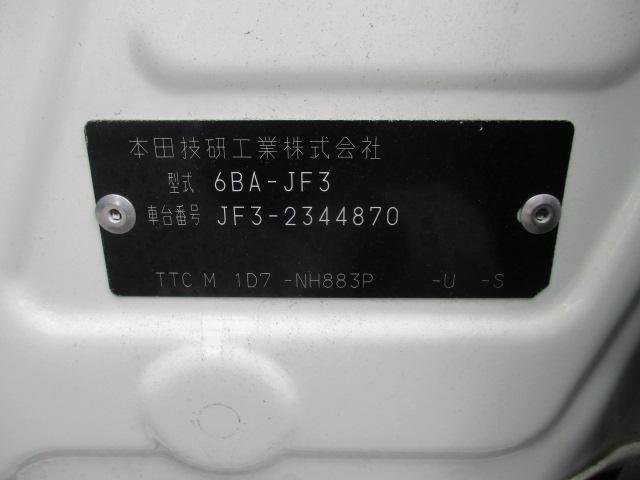 本田技研工業株式会社
型式 6BA-JF3
車台番号 JF3-2344870
TTC M 1D7 -NH883P -U -S